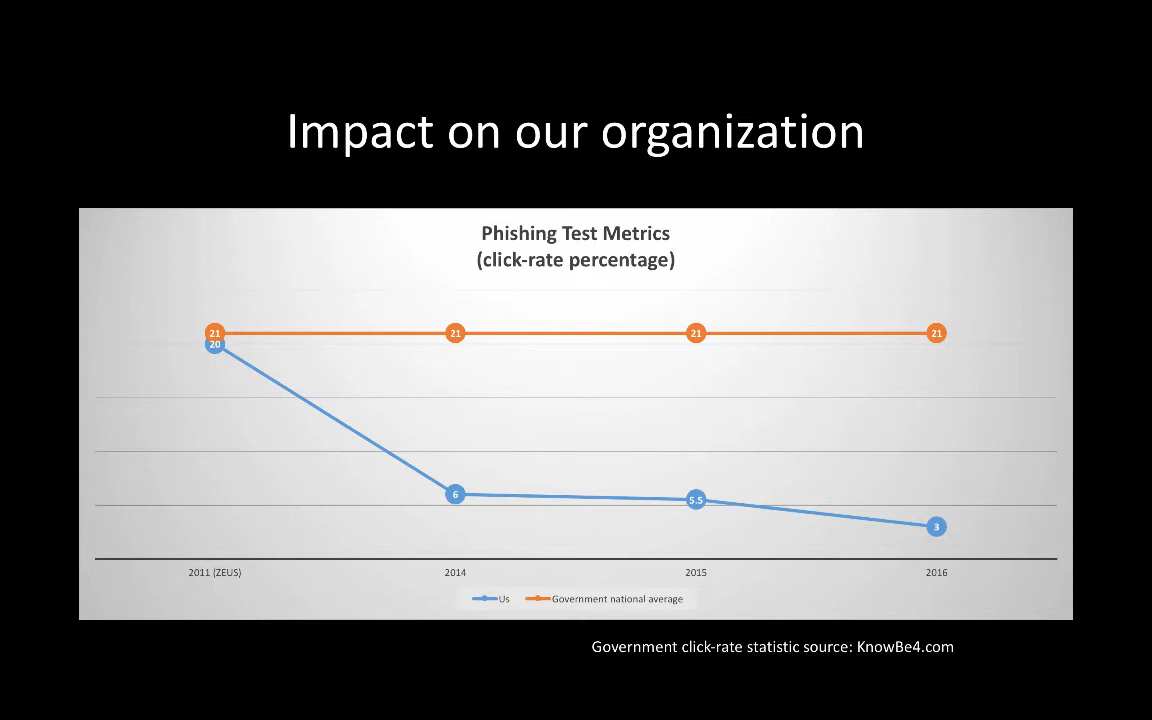 Impact on our organization
Phishing Test Metrics
(click-rate percentage)
21
21
21
21
20
6
5.5
3
2011 (ZEUS)
2014
2015
2016
Us
Government national average
Government click-rate statistic source: KnowBe4.com